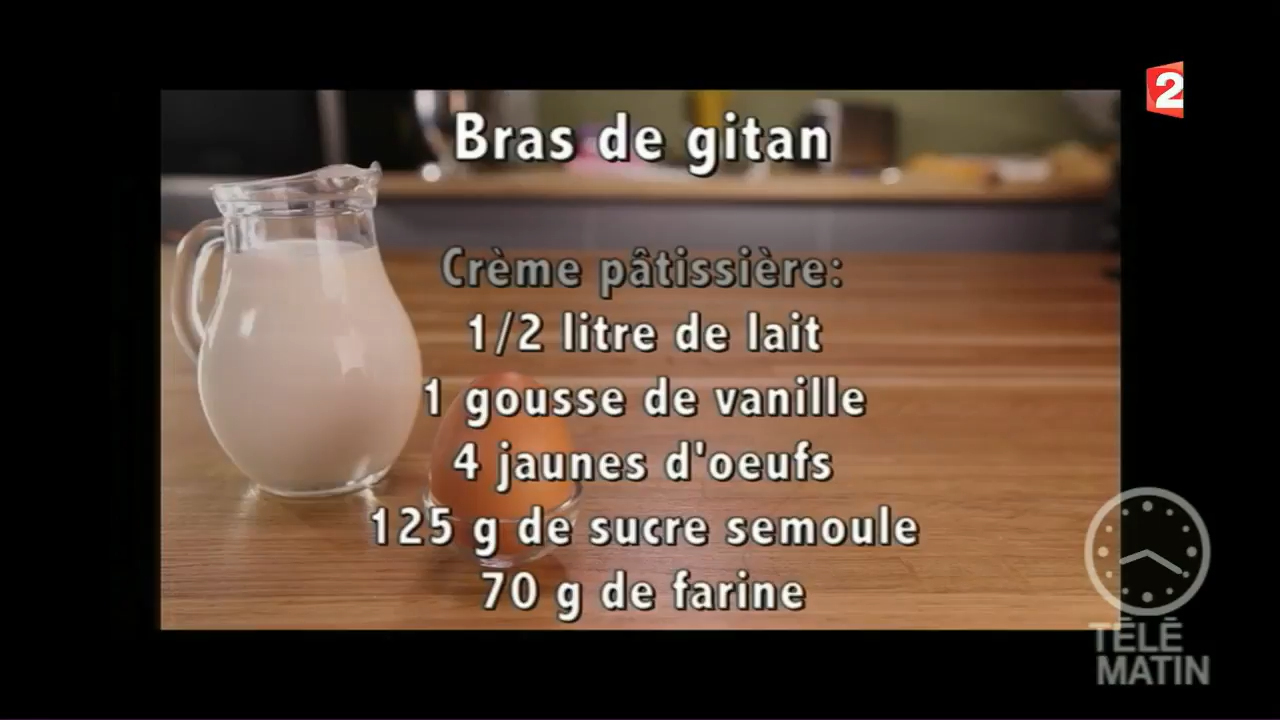 2
Bras de gitan
Crème pâtissière:
1/2 litre de lait
1 gousse de vanille
4 jaunes d'oeufs
125 g de sucre semoule
70 g de farine
TÉLÉ
MATIN